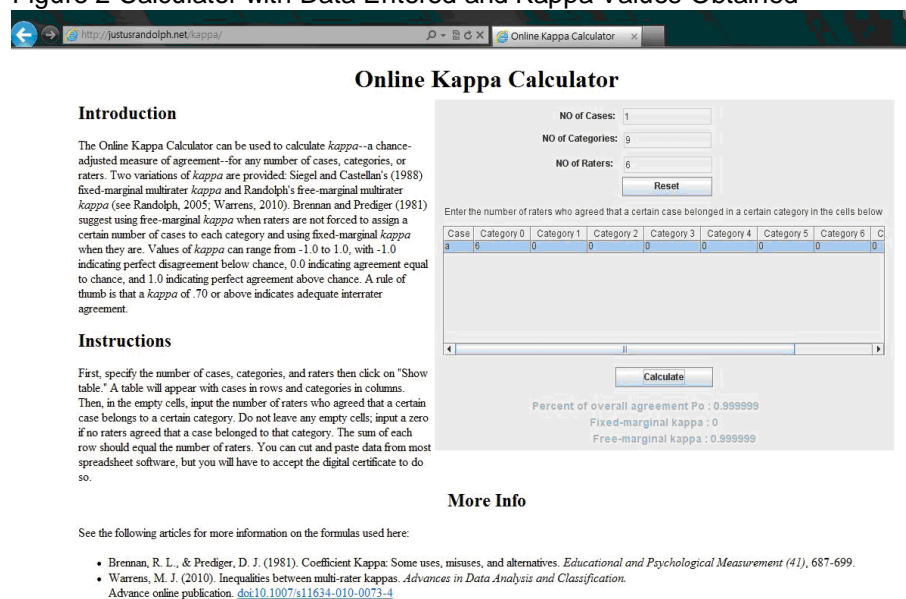 Figure 2 Calculator with Data Entered and Kappa Values Obtained
http://justusrandolph.net/kappa/
Online Kappa Calculator
Online Kappa Calculator
Introduction
The Online Kappa Calculator can be used to calculate kappa--a chance-
adjusted measure of agreement--for any number of cases, categories, or
raters. Two variations of kappa are provided: Siegel and Castellan's (1988)
fixed-marginal multirater kappa and Randolph's free-marginal multirater
kappa (see Randolph, 2005; Warrens, 2010). Brennan and Prediger (1981)
suggest using free-marginal kappa when raters are not forced to assign a
certain number of cases to each category and using fixed-marginal kappa
when they are. Values of kappa can range from -1.0 to 1.0, with -1.0
indicating perfect disagreement below chance, 0.0 indicating agreement equal
to chance, and 1.0 indicating perfect agreement above chance. A rule of
thumb is that a kappa of .70 or above indicates adequate interrater
agreement.
Instructions
First, specify the number of cases, categories, and raters then click on "Show
table." A table will appear with cases in rows and categories in columns.
Then, in the empty cells, input the number of raters who agreed that a certain
case belongs to a certain category. Do not leave any empty cells; input a zero
if no raters agreed that a case belonged to that category. The sum of each
row should equal the number of raters. You can cut and paste data from most
spreadsheet software, but you will have to accept the digital certificate to do
so.
NO of Cases: 1
NO of Categories: 9
NO of Raters: 6
Reset
Enter the number of raters who agreed that a certain case belonged in a certain category in the cells below
Case Category 0 Category 1 Category 2 Category 3 Category 4 Category 5 Category 6 C
a 6 0 0 0 0 0 0 0
Calculate
Percent of overall agreement Po : 0.999999
Fixed-marginal kappa : 0
Free-marginal kappa : 0.999999
More Info
See the following articles for more information on the formulas used here:
• Brennan, R. L., & Prediger, D. J. (1981). Coefficient Kappa: Some uses, misuses, and alternatives. Educational and Psychological Measurement (41), 687-699.
• Warrens, M. J. (2010). Inequalities between multi-rater kappas. Advances in Data Analysis and Classification.
Advance online publication. doi:10.1007/s11634-010-0073-4